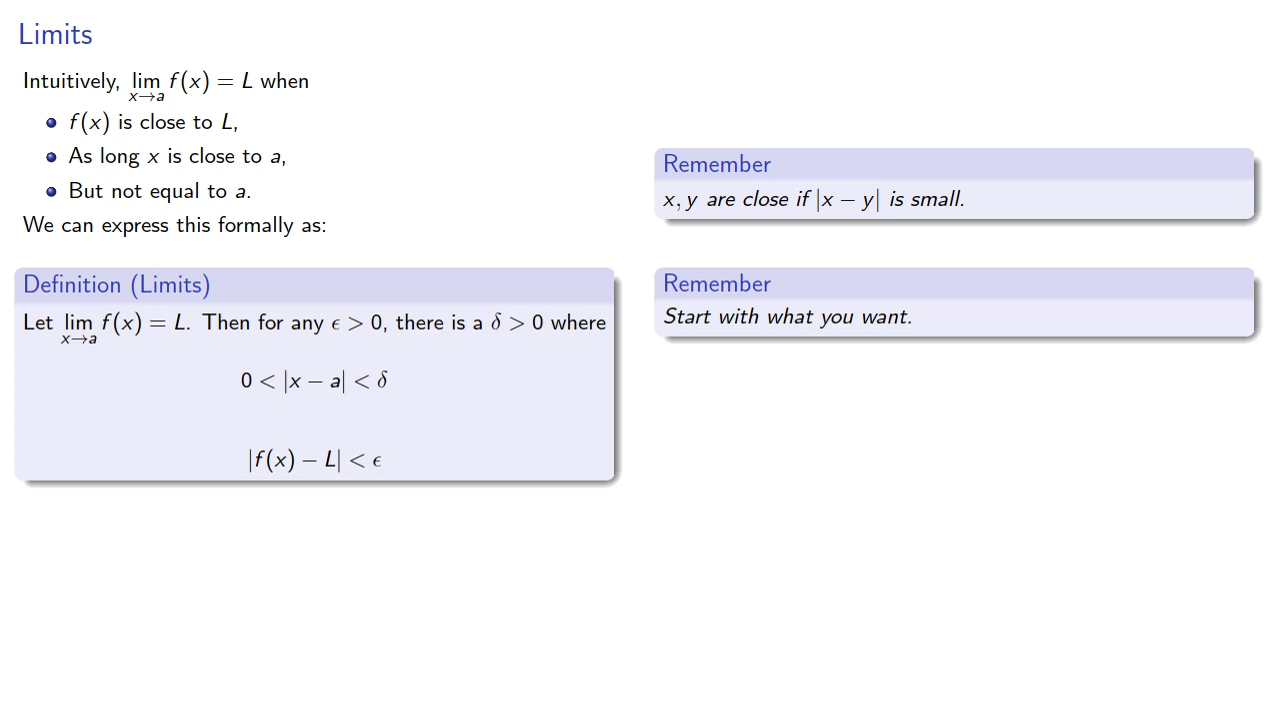 Limits
Intuitively, lim f(x) = L when
x→a
f(x) is close to L,
As long x is close to a,
But not equal to a.
We can express this formally as:
Definition (Limits)
Let lim f(x) = L. Then for any ϵ > 0, there is a δ > 0 where
x→a
0 < |x − a| < δ
|f(x) − L| < ϵ
Remember
x, y are close if |x − y| is small.
Remember
Start with what you want.